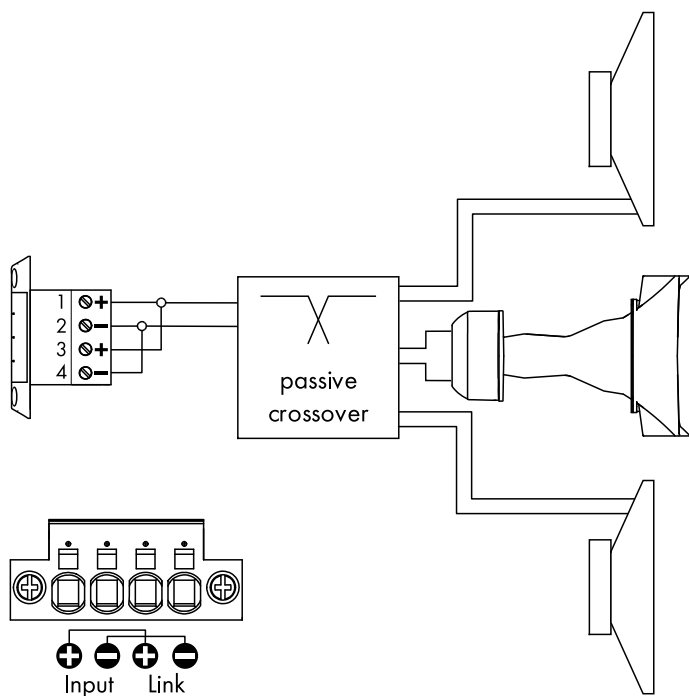 1 +
2 −
3 +
4 −
passive
crossover
+ − + −
Input Link